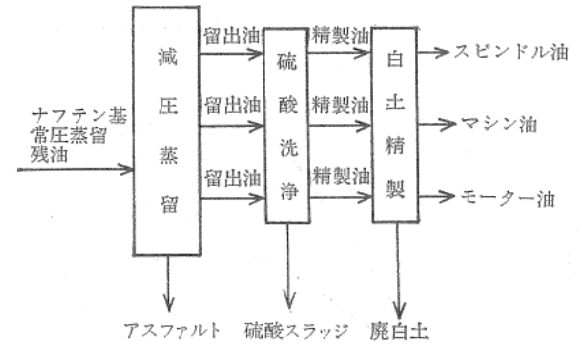 ナフテン基
常圧蒸留
残油
減圧蒸留
留出油
留出油
留出油
硫酸洗浄
精製油
精製油
精製油
白土精製
スピンドル油
マシン油
モーター油
アスファルト
硫酸スラッジ
廃白土